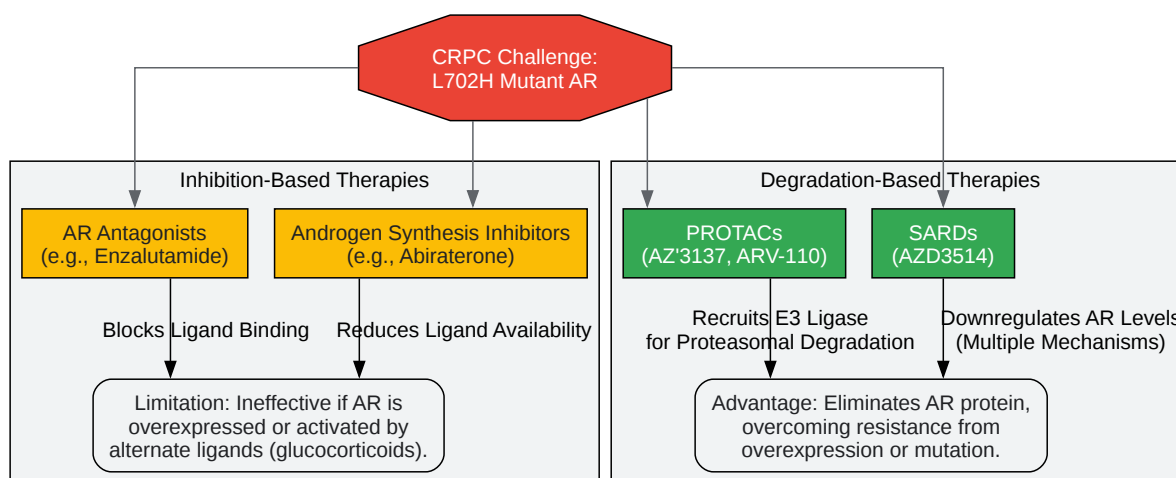 CRPC Challenge:
L702H Mutant AR
Inhibition-Based Therapies
AR Antagonists
(e.g., Enzalutamide)
Androgen Synthesis Inhibitors
(e.g., Abiraterone)
Blocks Ligand Binding
Reduces Ligand Availability
Limitation: Ineffective if AR is
overexpressed or activated by
alternate ligands (glucocorticoids).
Degradation-Based Therapies
PROTACs
(AZ'3137, ARV-110)
SARDs
(AZD3514)
Recruits E3 Ligase
for Proteasomal Degradation
Downregulates AR Levels
(Multiple Mechanisms)
Advantage: Eliminates AR protein,
overcoming resistance from
overexpression or mutation.